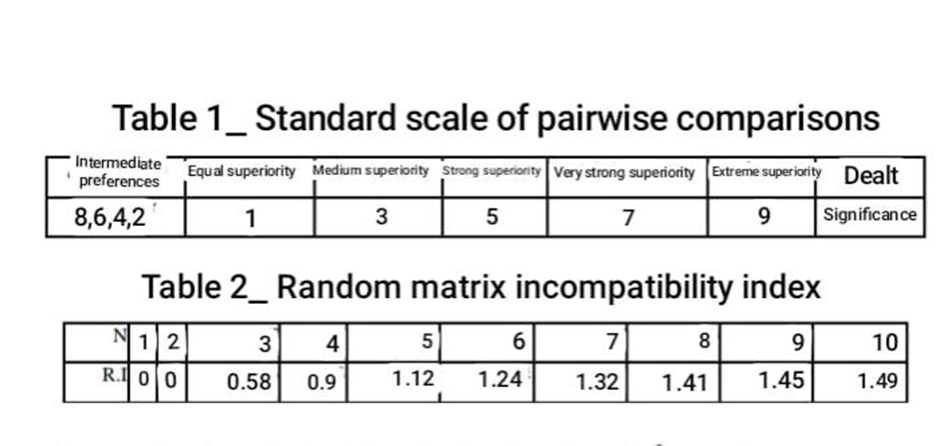 Table 1_ Standard scale of pairwise comparisons
Intermediate preferences Equal superiority Medium superiority Strong superiority Very strong superiority Extreme superiority Dealt
8,6,4,2 1 3 5 7 9 Significance
Table 2_ Random matrix incompatibility index
N 1 2 3 4 5 6 7 8 9 10
R.I 0 0 0.58 0.9 1.12 1.24 1.32 1.41 1.45 1.49